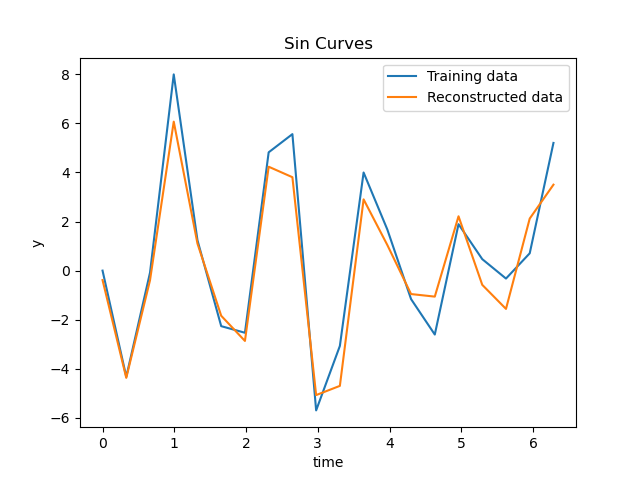 Sin Curves
Training data
Reconstructed data
8
6
4
2
0
−2
−4
−6
y
0 1 2 3 4 5 6
time